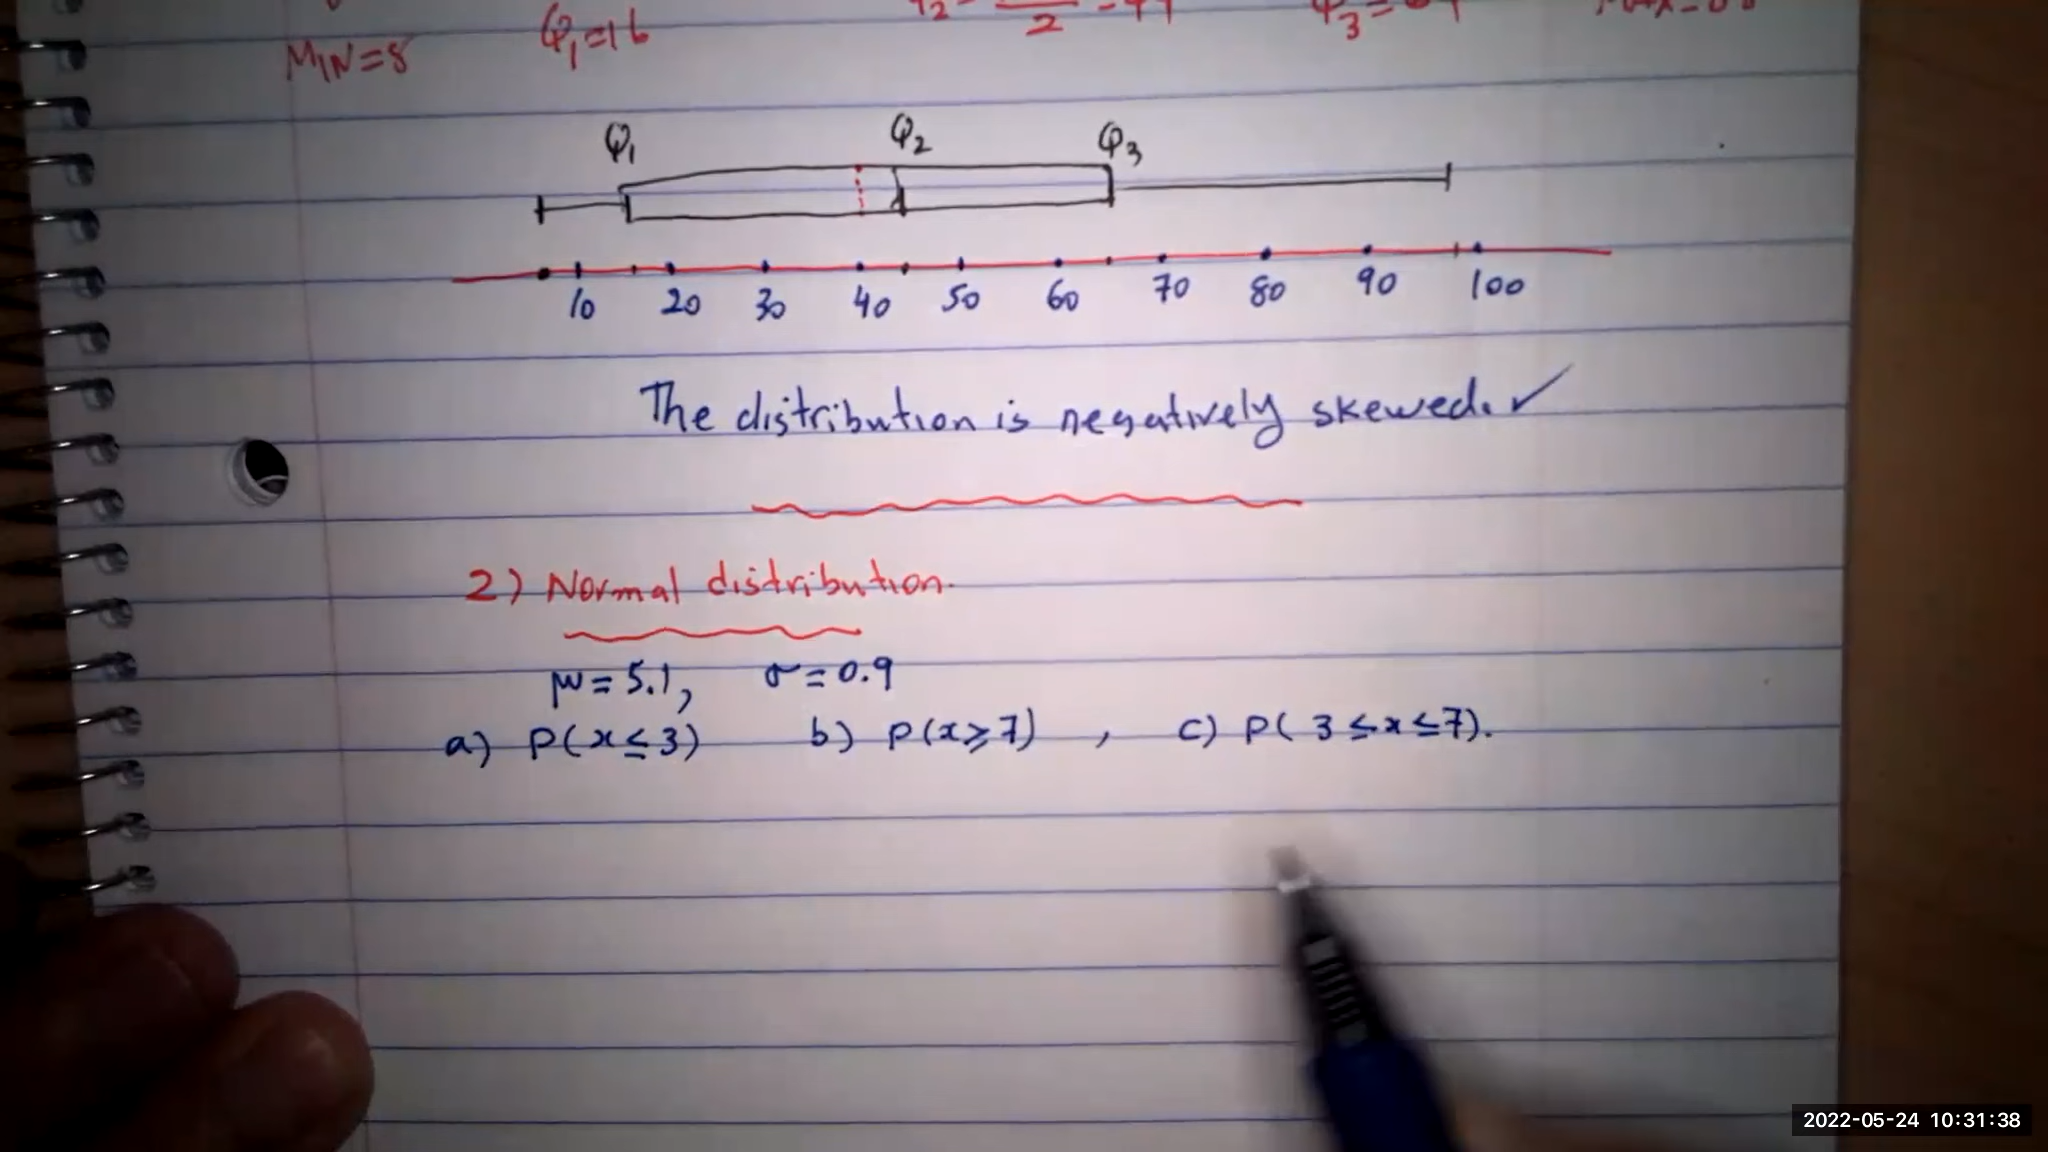 MIN=8 Q1=16 2
Q1 Q2 Q3
10 20 30 40 50 60 70 80 90 100
The distribution is negatively skewed. ✓
2) Normal distribution.
μ=5.1, σ=0.9
a) P(x≤3) b) P(x≥7) , c) P( 3≤x≤7).
2022-05-24 10:31:38